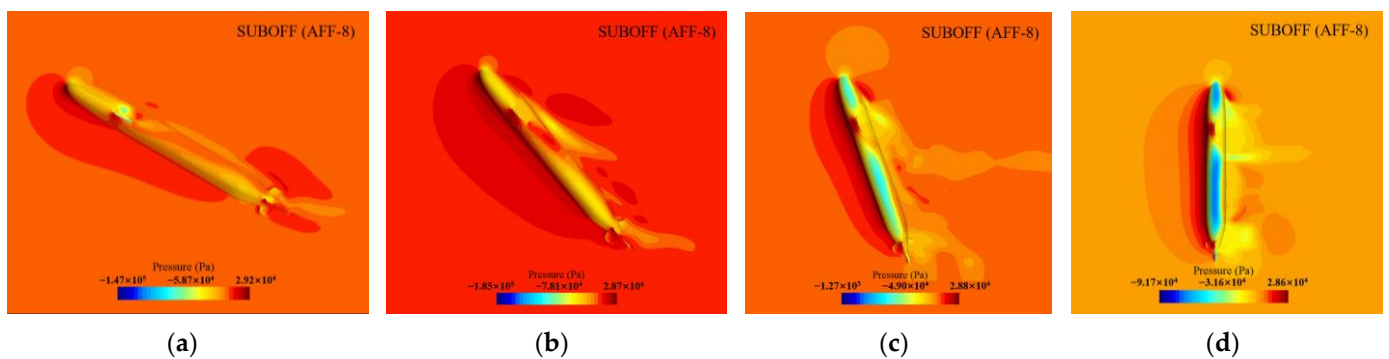 SUBOFF (AFF-8)
Pressure (Pa)
−1.47×10⁵ −5.87×10⁴ 2.92×10⁴
(a)
SUBOFF (AFF-8)
Pressure (Pa)
−1.85×10⁵ −7.81×10⁴ 2.87×10⁴
(b)
SUBOFF (AFF-8)
Pressure (Pa)
−1.27×10⁵ −4.90×10⁴ 2.88×10⁴
(c)
SUBOFF (AFF-8)
Pressure (Pa)
−9.17×10⁴ −3.16×10⁴ 2.86×10⁴
(d)